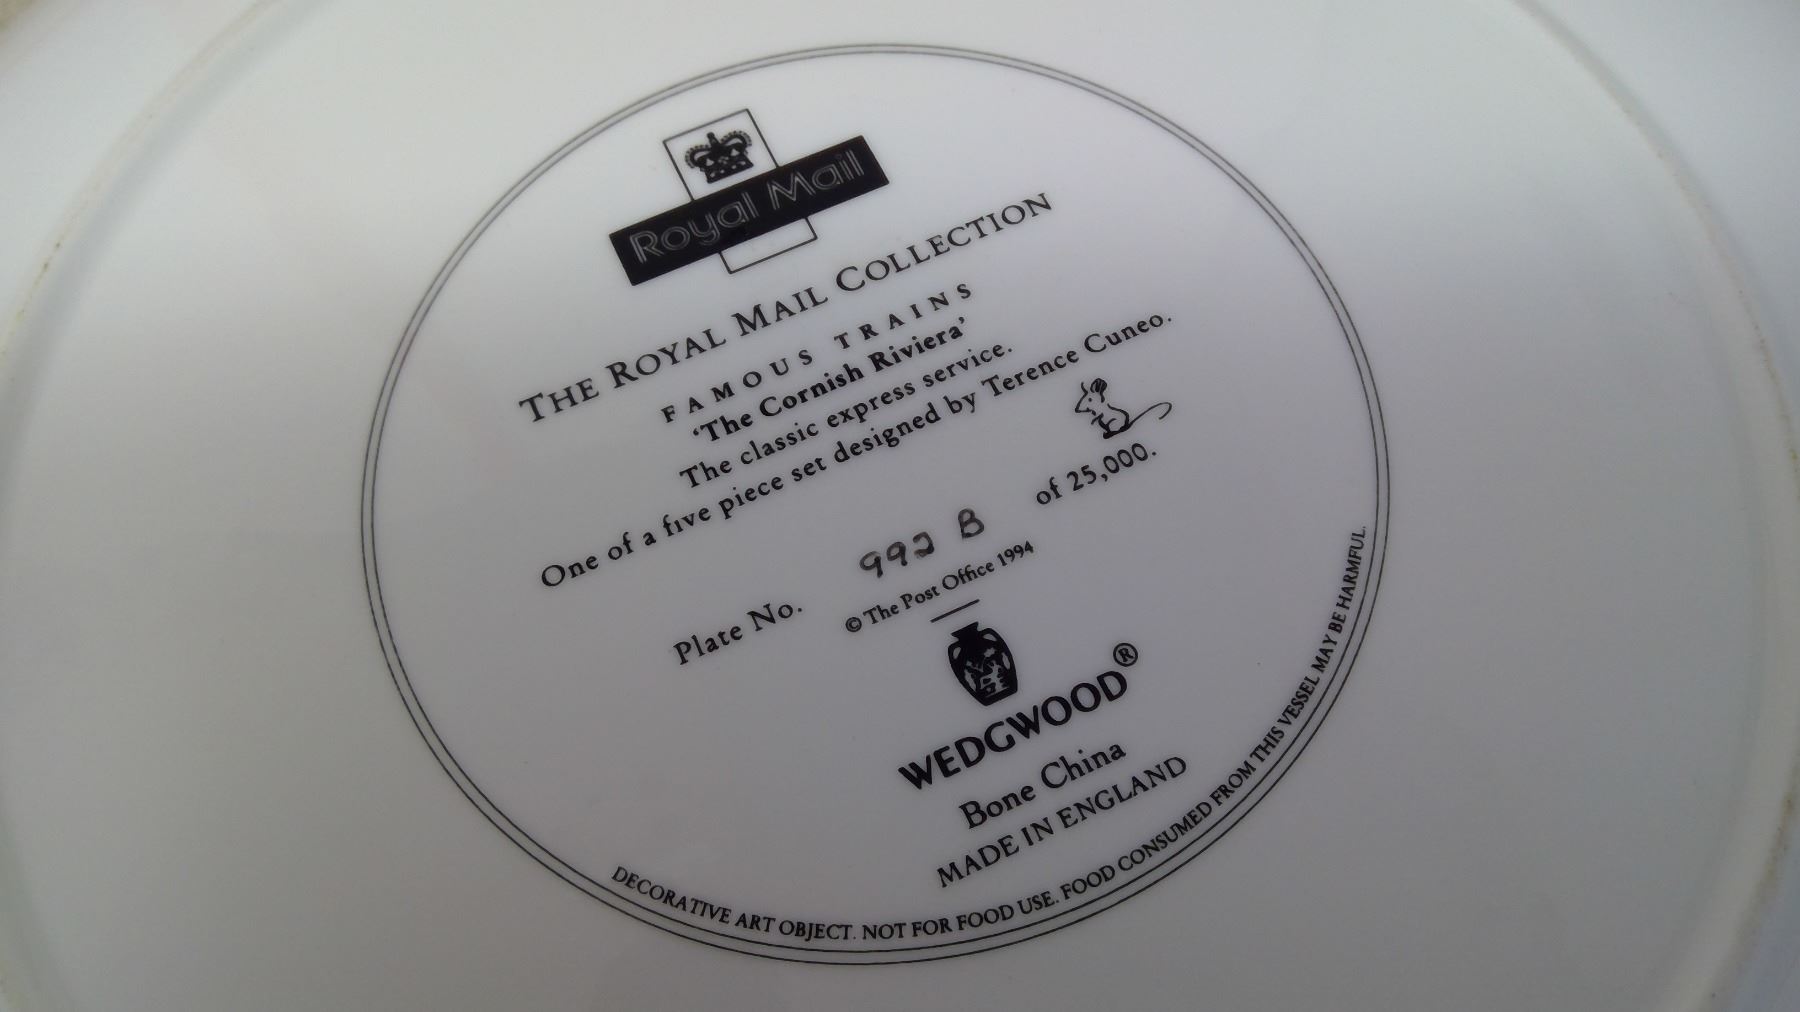 Royal Mail
THE ROYAL MAIL COLLECTION
FAMOUS TRAINS
‘The Cornish Riviera’
The classic express service.
One of a five piece set designed by Terence Cuneo.
Plate No. 992 B of 25,000.
© The Post Office 1994
WEDGWOOD®
Bone China
MADE IN ENGLAND
DECORATIVE ART OBJECT. NOT FOR FOOD USE. FOOD CONSUMED FROM THIS VESSEL MAY BE HARMFUL.